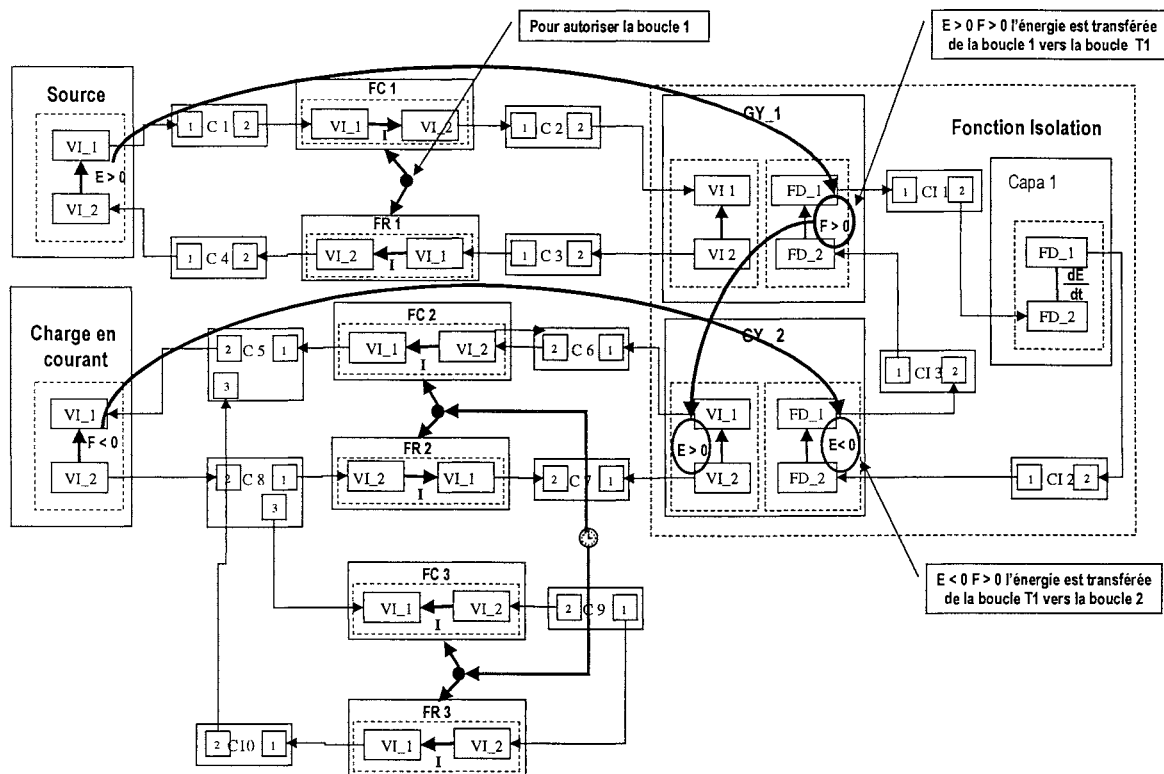 Pour autoriser la boucle 1
E > 0 F > 0 l'énergie est transférée
de la boucle 1 vers la boucle T1
Source
VI_1
E > 0
VI_2
1 C 1 2
FC 1
VI_1 VI_2
I
1 C 2 2
GY_1
VI 1
VI 2
FD_1
F > 0
FD_2
Fonction Isolation
1 CI 1 2
Capa 1
FD_1
dE
dt
FD_2
1 C 4 2
FR 1
VI_2 VI_1
I
1 C 3 2
Charge en
courant
VI_1
F < 0
VI_2
2 C 5 1
3
FC 2
VI_1 VI_2
I
2 C 6 1
GY_2
VI_1
E > 0
VI_2
FD_1
E<0
FD_2
1 CI 3 2
2 C 8 1
3
FR 2
VI_2 VI_1
I
2 C 7 1
1 CI 2 2
FC 3
VI_1 VI_2
I
2 C 9 1
E < 0 F > 0 l'énergie est transférée
de la boucle T1 vers la boucle 2
FR 3
VI_1 VI_2
I
2 C10 1